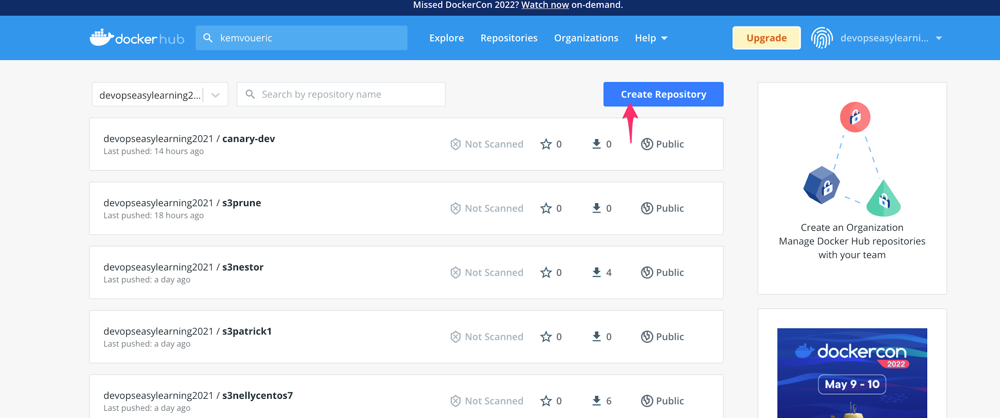 Missed DockerCon 2022? Watch now on-demand.
docker hub
kemvoueric
Explore
Repositories
Organizations
Help
Upgrade
devopseasylearni...
devopseasylearning2...
Search by repository name
Create Repository
devopseasylearning2021 / canary-dev
Last pushed: 14 hours ago
Not Scanned
0
0
Public
devopseasylearning2021 / s3prune
Last pushed: 18 hours ago
Not Scanned
0
0
Public
devopseasylearning2021 / s3nestor
Last pushed: a day ago
Not Scanned
0
4
Public
devopseasylearning2021 / s3patrick1
Last pushed: a day ago
Not Scanned
0
0
Public
devopseasylearning2021 / s3nellycentos7
Last pushed: a day ago
Not Scanned
0
6
Public
Create an Organization
Manage Docker Hub repositories
with your team
dockercon
2022
May 9 - 10